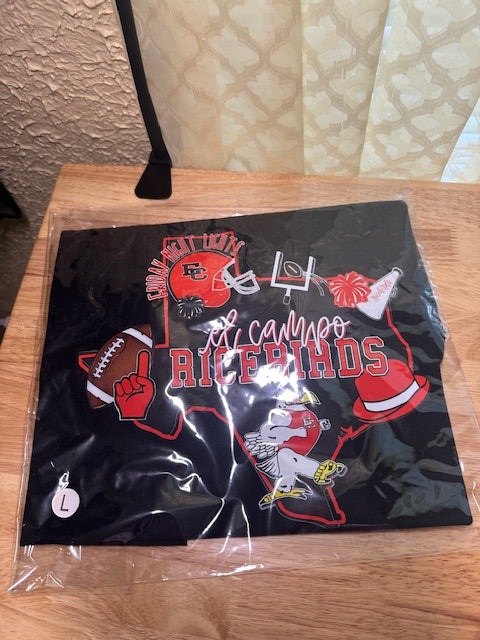 FRIDAY NIGHT LIGHTS
EC
el campo
RICEBIRDS
L